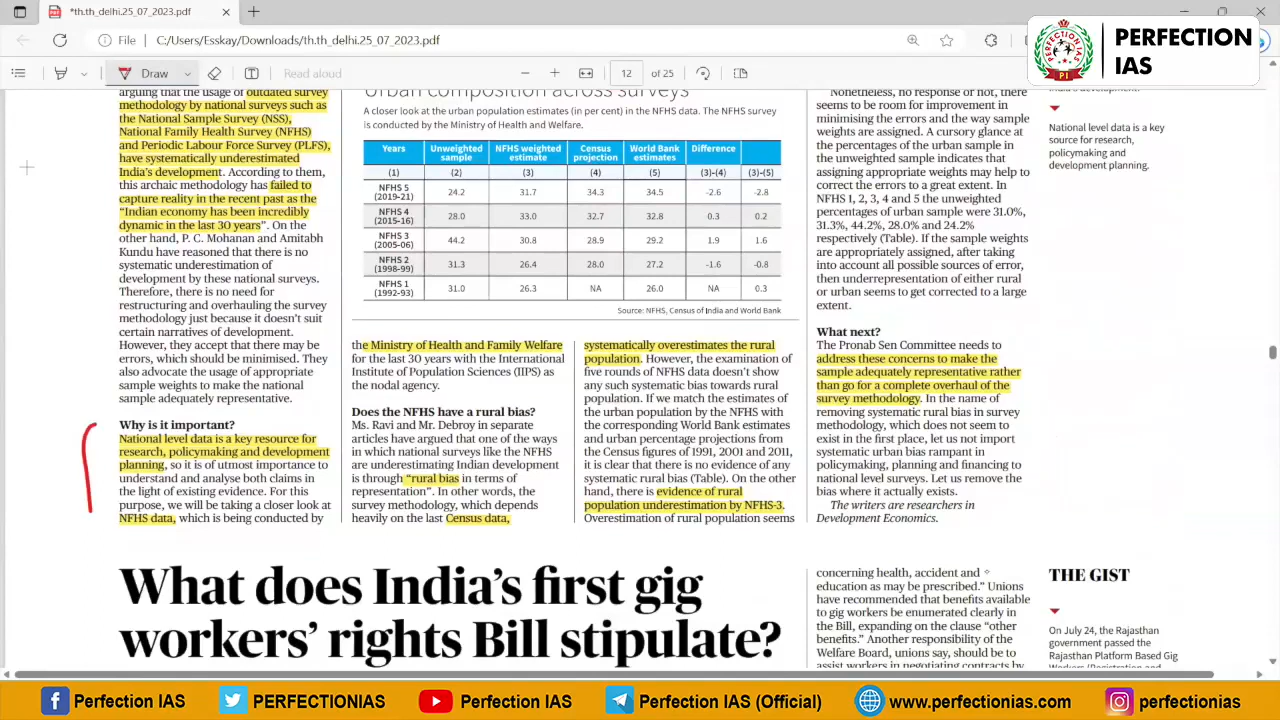 *th.th_delhi.25_07_2023.pdf
File
C:/Users/Esskay/Downloads/th.th_delhi.25_07_2023.pdf
PERFECTION
IAS
Draw
Read aloud
12
of 25
arguing that the usage of outdated survey
methodology by national surveys such as
the National Sample Survey (NSS),
National Family Health Survey (NFHS)
and Periodic Labour Force Survey (PLFS),
have systematically underestimated
India's development. According to them,
this archaic methodology has failed to
capture reality in the recent past as the
“Indian economy has been incredibly
dynamic in the last 30 years”. On the
other hand, P. C. Mohanan and Amitabh
Kundu have reasoned that there is no
systematic underestimation of
development by these national surveys.
Therefore, there is no need for
restructuring and overhauling the survey
methodology just because it doesn't suit
certain narratives of development.
However, they accept that there may be
errors, which should be minimised. They
also advocate the usage of appropriate
sample weights to make the national
sample adequately representative.
Why is it important?
National level data is a key resource for
research, policymaking and development
planning, so it is of utmost importance to
understand and analyse both claims in
the light of existing evidence. For this
purpose, we will be taking a closer look at
NFHS data, which is being conducted by
Urban composition across surveys
A closer look at the urban population estimates (in per cent) in the NFHS data. The NFHS survey
is conducted by the Ministry of Health and Welfare.
Years Unweighted sample NFHS weighted estimate Census projection World Bank estimates Difference
(1) (2) (3) (4) (5) (3)-(4) (3)-(5)
NFHS 5 (2019-21) 24.2 31.7 34.3 34.5 -2.6 -2.8
NFHS 4 (2015-16) 28.0 33.0 32.7 32.8 0.3 0.2
NFHS 3 (2005-06) 44.2 30.8 28.9 29.2 1.9 1.6
NFHS 2 (1998-99) 31.3 26.4 28.0 27.2 -1.6 -0.8
NFHS 1 (1992-93) 31.0 26.3 NA 26.0 NA 0.3
Source: NFHS, Census of India and World Bank
the Ministry of Health and Family Welfare
for the last 30 years with the International
Institute of Population Sciences (IIPS) as
the nodal agency.
Does the NFHS have a rural bias?
Ms. Ravi and Mr. Debroy in separate
articles have argued that one of the ways
in which national surveys like the NFHS
are underestimating Indian development
is through “rural bias in terms of
representation”. In other words, the
survey methodology, which depends
heavily on the last Census data,
systematically overestimates the rural
population. However, the examination of
five rounds of NFHS data doesn't show
any such systematic bias towards rural
population. If we match the estimates of
the urban population by the NFHS with
the corresponding World Bank estimates
and urban percentage projections from
the Census figures of 1991, 2001 and 2011,
it is clear that there is no evidence of any
systematic rural bias (Table). On the other
hand, there is evidence of rural
population underestimation by NFHS-3.
Overestimation of rural population seems
Nonetheless, no response or not, there
seems to be room for improvement in
minimising the errors and the way sample
weights are assigned. A cursory glance at
the percentages of the urban sample in
the unweighted sample indicates that
assigning appropriate weights may help to
correct the errors to a great extent. In
NFHS 1, 2, 3, 4 and 5 the unweighted
percentages of urban sample were 31.0%,
31.3%, 44.2%, 28.0% and 24.2%
respectively (Table). If the sample weights
are appropriately assigned, after taking
into account all possible sources of error,
then underrepresentation of either rural
or urban seems to get corrected to a large
extent.
What next?
The Pronab Sen Committee needs to
address these concerns to make the
sample adequately representative rather
than go for a complete overhaul of the
survey methodology. In the name of
removing systematic rural bias in survey
methodology, which does not seem to
exist in the first place, let us not import
systematic urban bias rampant in
policymaking, planning and financing to
national level surveys. Let us remove the
bias where it actually exists.
The writers are researchers in
Development Economics.
National level data is a key
source for research,
policymaking and
development planning.
What does India's first gig
workers' rights Bill stipulate?
concerning health, accident and
education as may be prescribed.” Unions
have recommended that benefits available
to gig workers be enumerated clearly in
the Bill, expanding on the clause “other
benefits.” Another responsibility of the
Welfare Board, unions say, should be to
assist workers in negotiating contracts by
THE GIST
On July 24, the Rajasthan
government passed the
Rajasthan Platform Based Gig
Workers (Registration and
Perfection IAS
PERFECTIONIAS
Perfection IAS
Perfection IAS (Official)
www.perfectionias.com
perfectionias